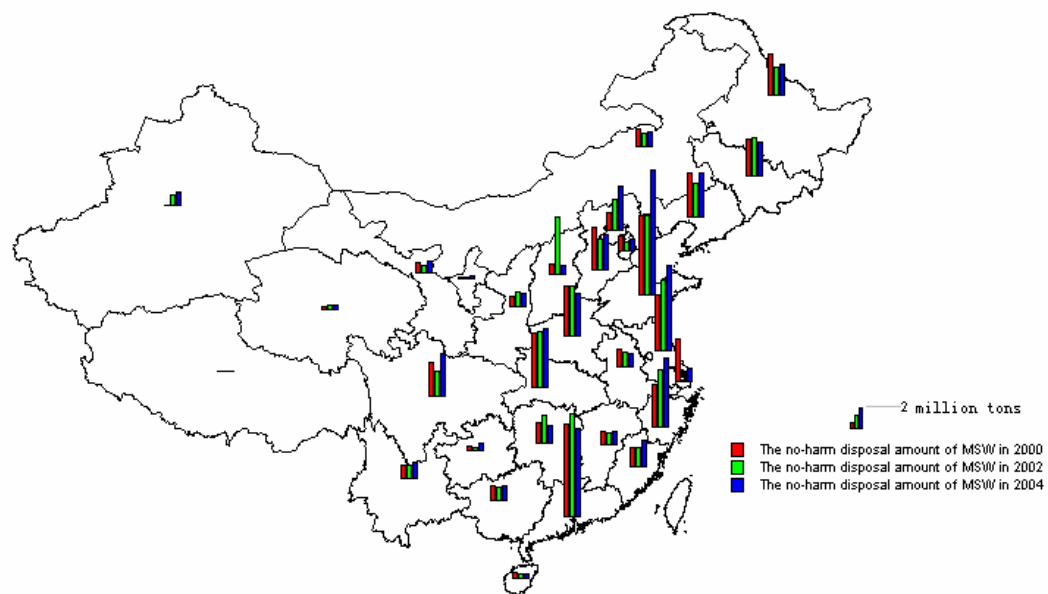 2 million tons
The no-harm disposal amount of MSW in 2000
The no-harm disposal amount of MSW in 2002
The no-harm disposal amount of MSW in 2004